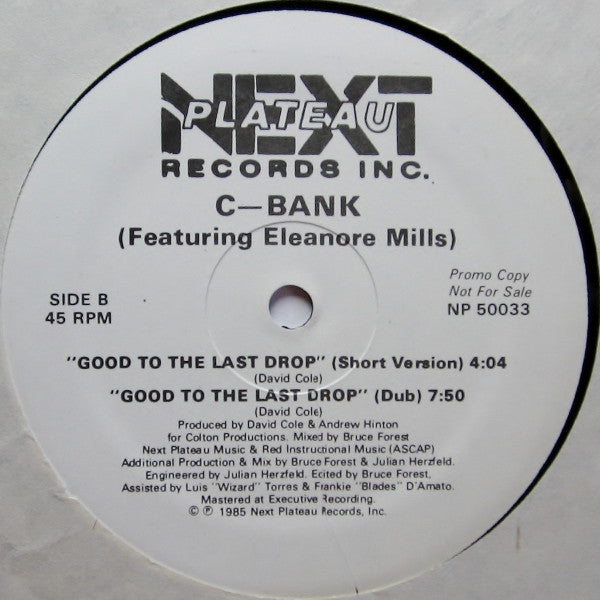 NEXT
PLATEAU
RECORDS INC.
C—BANK
(Featuring Eleanore Mills)
Promo Copy
Not For Sale
NP 50033
SIDE B
45 RPM
"GOOD TO THE LAST DROP" (Short Version) 4:04
(David Cole)
"GOOD TO THE LAST DROP" (Dub) 7:50
(David Cole)
Produced by David Cole & Andrew Hinton
for Colton Productions. Mixed by Bruce Forest
Next Plateau Music & Red Instructional Music (ASCAP)
Additional Production & Mix by Bruce Forest & Julian Herzfeld.
Engineered by Julian Herzfeld. Ecited by Bruce Forest,
Assisted by Luis "Wizard" Torres & Frankie "Blades" D'Amato.
Mastered at Executive Recording.
© ℗ 1985 Next Plateau Records, Inc.